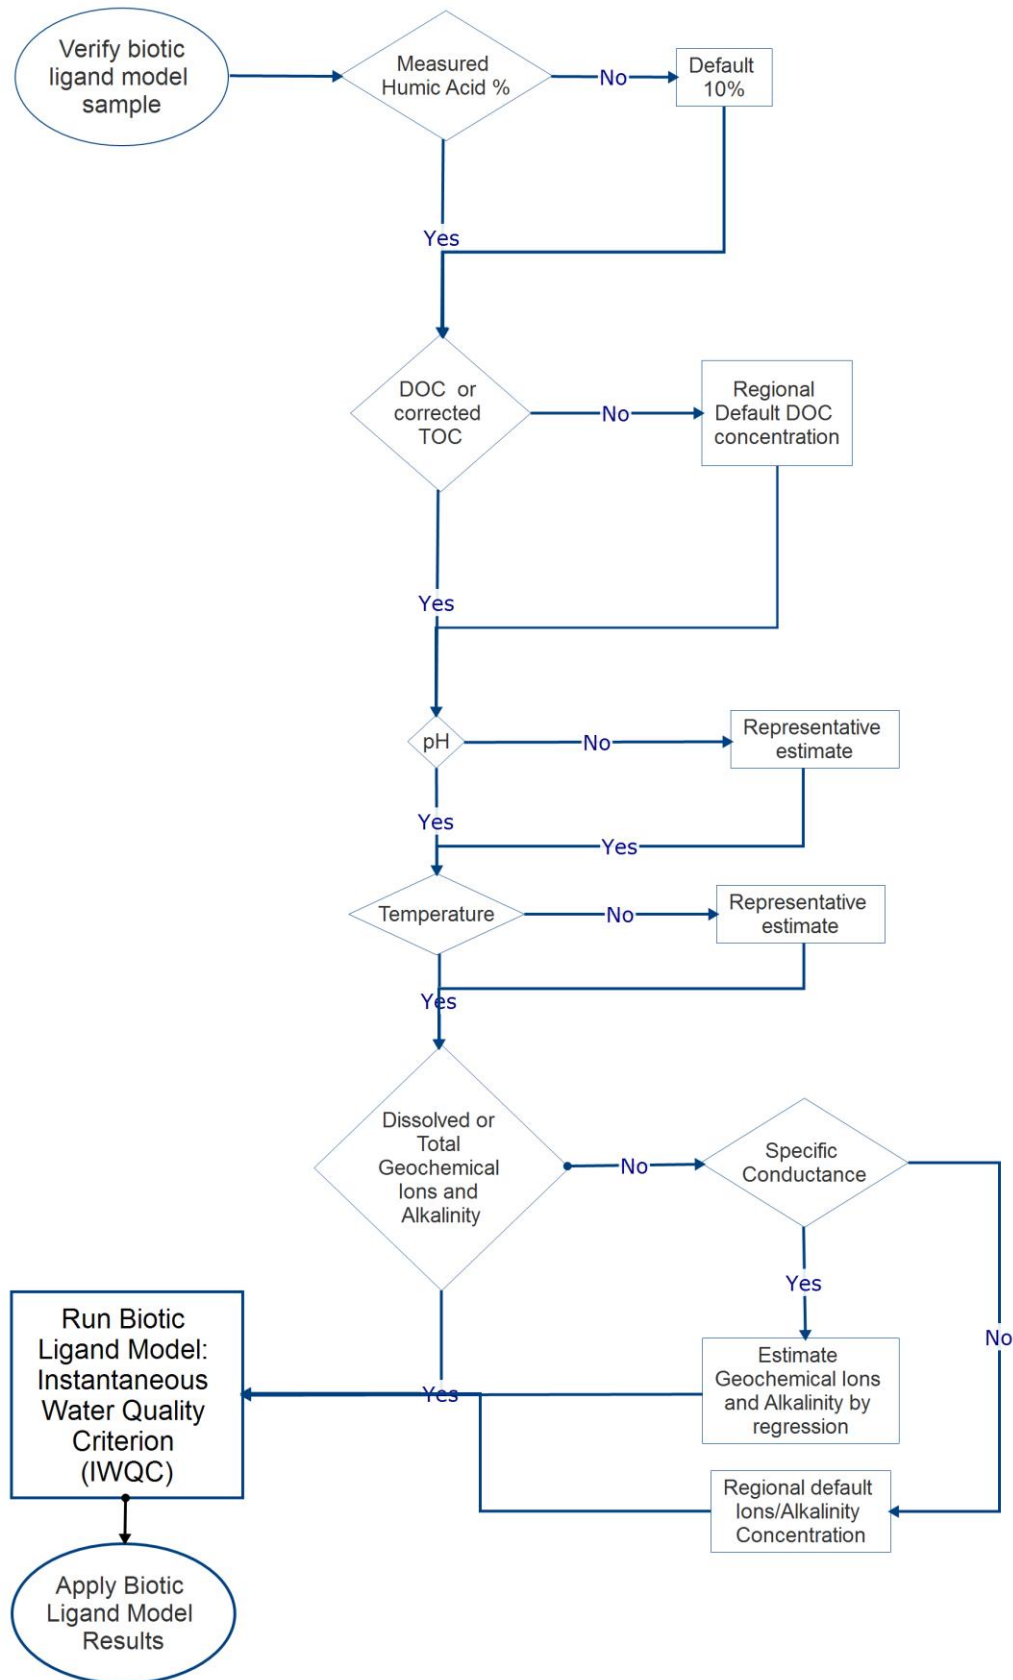 Verify biotic
ligand model
sample
Measured
Humic Acid %
No
Default
10%
Yes
DOC or
corrected
TOC
No
Regional
Default DOC
concentration
Yes
pH
No
Representative
estimate
Yes
Yes
Temperature
No
Representative
estimate
Yes
Dissolved or
Total
Geochemical
Ions and
Alkalinity
No
Specific
Conductance
Yes
No
Estimate
Geochemical Ions
and Alkalinity by
regression
Yes
Regional default
Ions/Alkalinity
Concentration
Run Biotic
Ligand Model:
Instantaneous
Water Quality
Criterion
(IWQC)
Apply Biotic
Ligand Model
Results